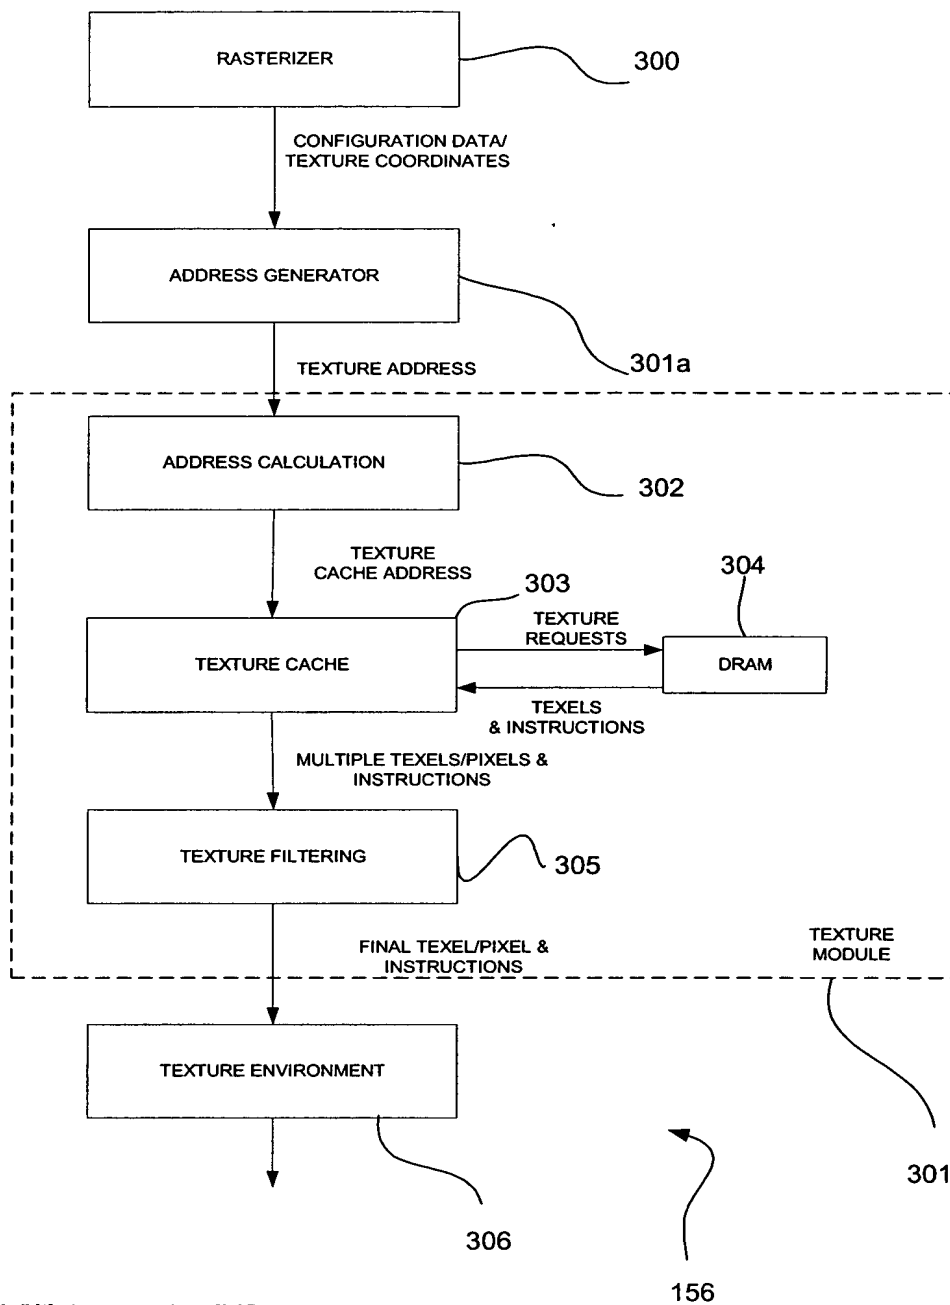 RASTERIZER
300
CONFIGURATION DATA/
TEXTURE COORDINATES
ADDRESS GENERATOR
301a
TEXTURE ADDRESS
ADDRESS CALCULATION
302
TEXTURE
CACHE ADDRESS
303
304
TEXTURE
REQUESTS
TEXTURE CACHE
DRAM
TEXELS
& INSTRUCTIONS
MULTIPLE TEXELS/PIXELS &
INSTRUCTIONS
TEXTURE FILTERING
305
FINAL TEXEL/PIXEL &
INSTRUCTIONS
TEXTURE
MODULE
TEXTURE ENVIRONMENT
301
306
156